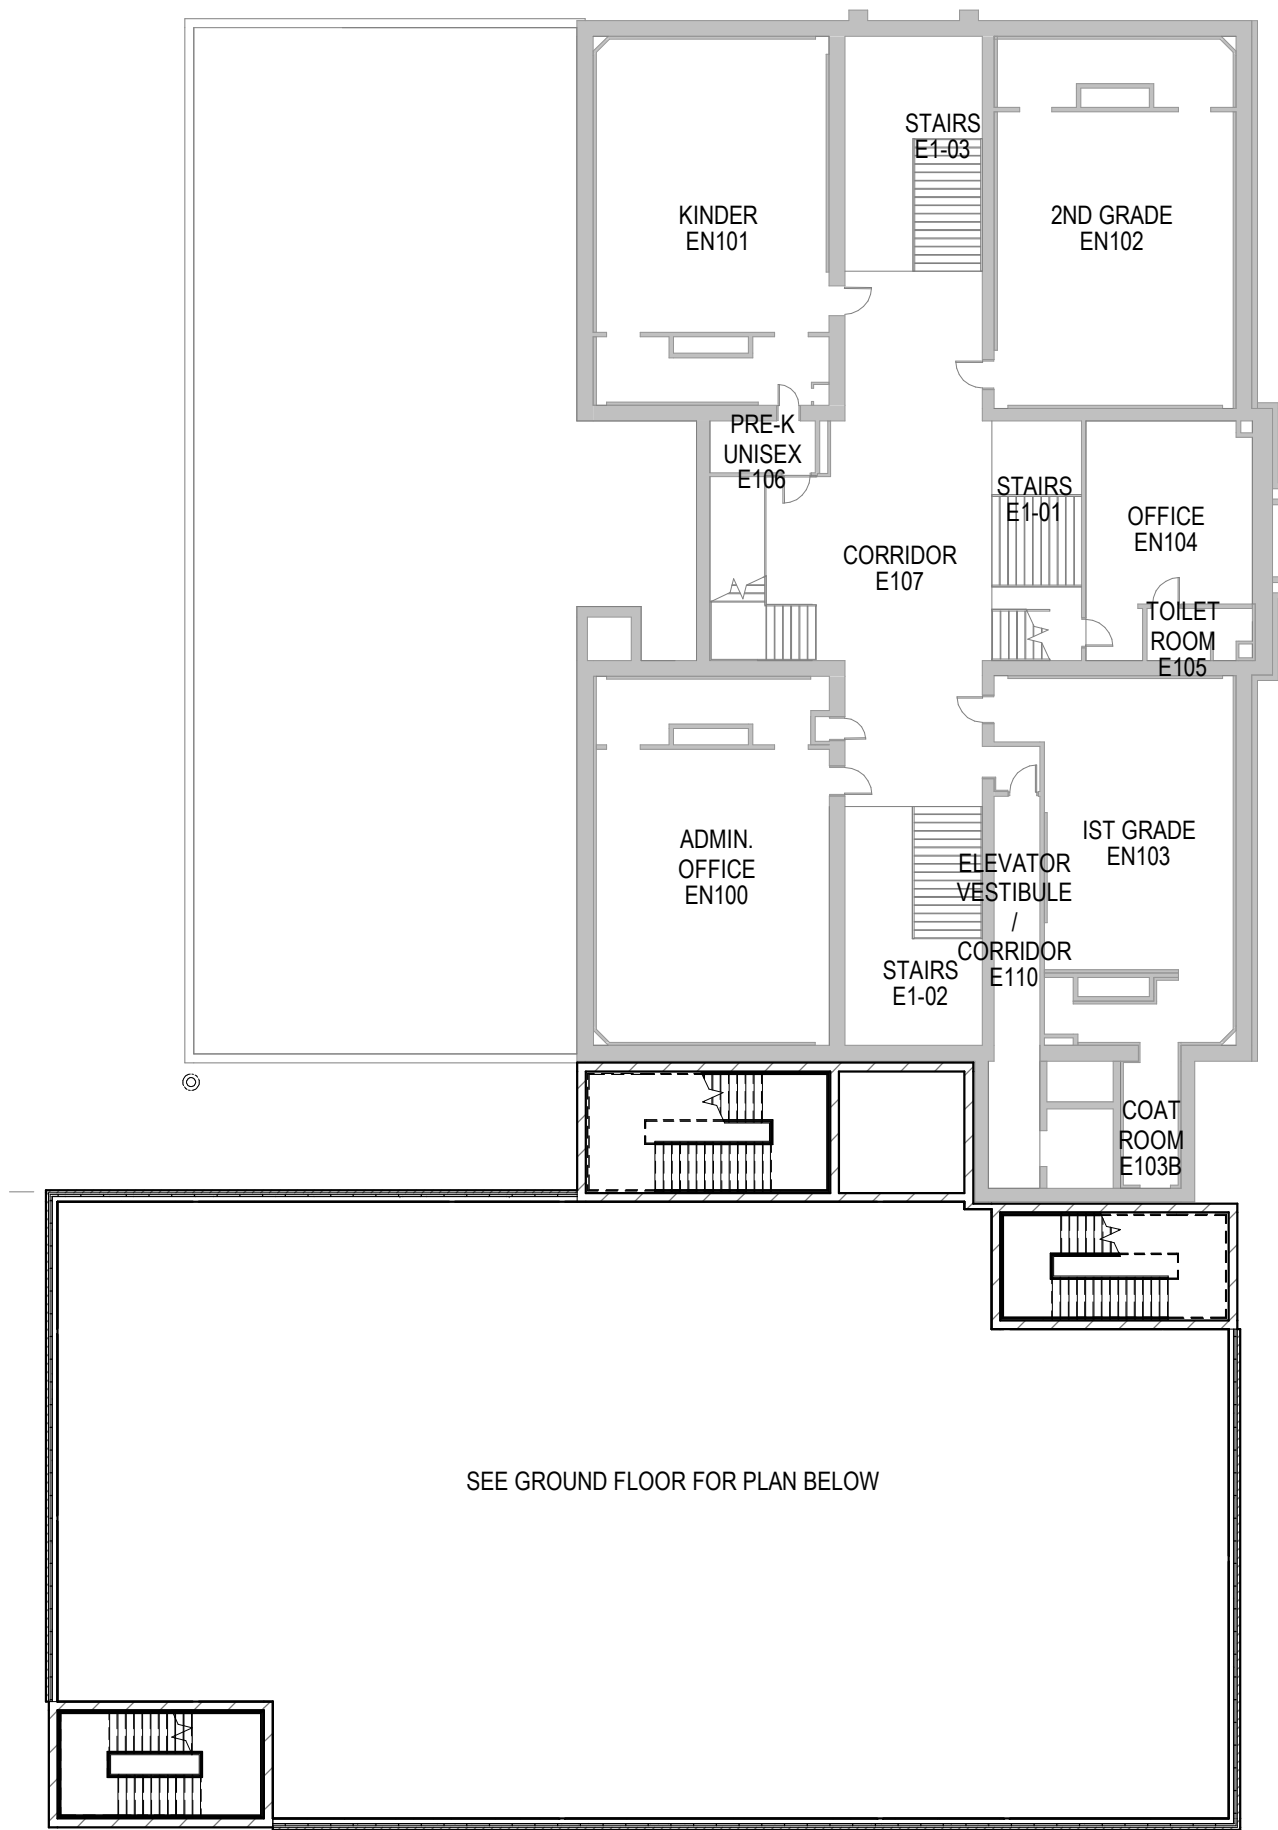 STAIRS
E1-03
KINDER
EN101
2ND GRADE
EN102
PRE-K
UNISEX
E106
STAIRS
E1-01
OFFICE
EN104
CORRIDOR
E107
TOILET
ROOM
E105
ADMIN.
OFFICE
EN100
IST GRADE
EN103
ELEVATOR
VESTIBULE
/
CORRIDOR
E110
STAIRS
E1-02
COAT
ROOM
E103B
SEE GROUND FLOOR FOR PLAN BELOW